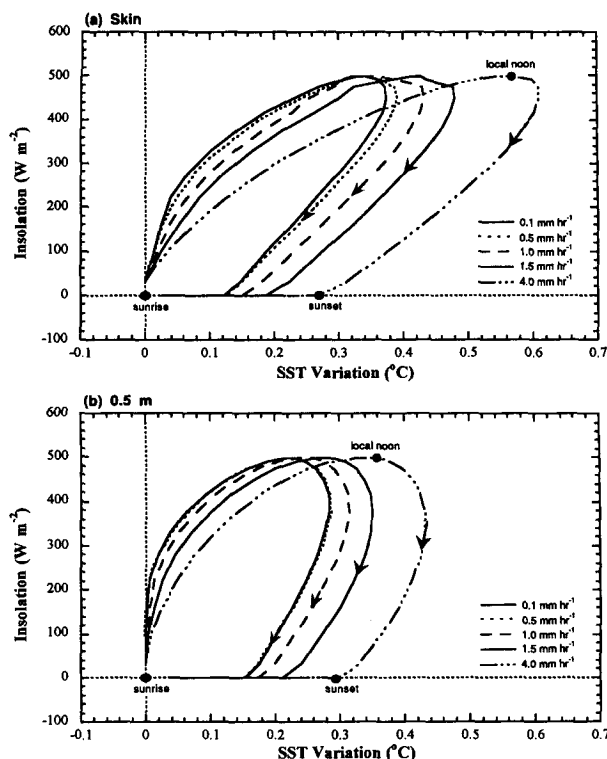 (a) Skin
600
500
400
300
200
100
0
-100
Insolation (W m⁻²)
local noon
0.1 mm hr⁻¹
0.5 mm hr⁻¹
1.0 mm hr⁻¹
1.5 mm hr⁻¹
4.0 mm hr⁻¹
sunrise
sunset
-0.1 0 0.1 0.2 0.3 0.4 0.5 0.6 0.7
SST Variation (°C)
(b) 0.5 m
600
500
400
300
200
100
0
-100
Insolation (W m⁻²)
local noon
0.1 mm hr⁻¹
0.5 mm hr⁻¹
1.0 mm hr⁻¹
1.5 mm hr⁻¹
4.0 mm hr⁻¹
sunrise
sunset
-0.1 0 0.1 0.2 0.3 0.4 0.5 0.6 0.7
SST Variation (°C)